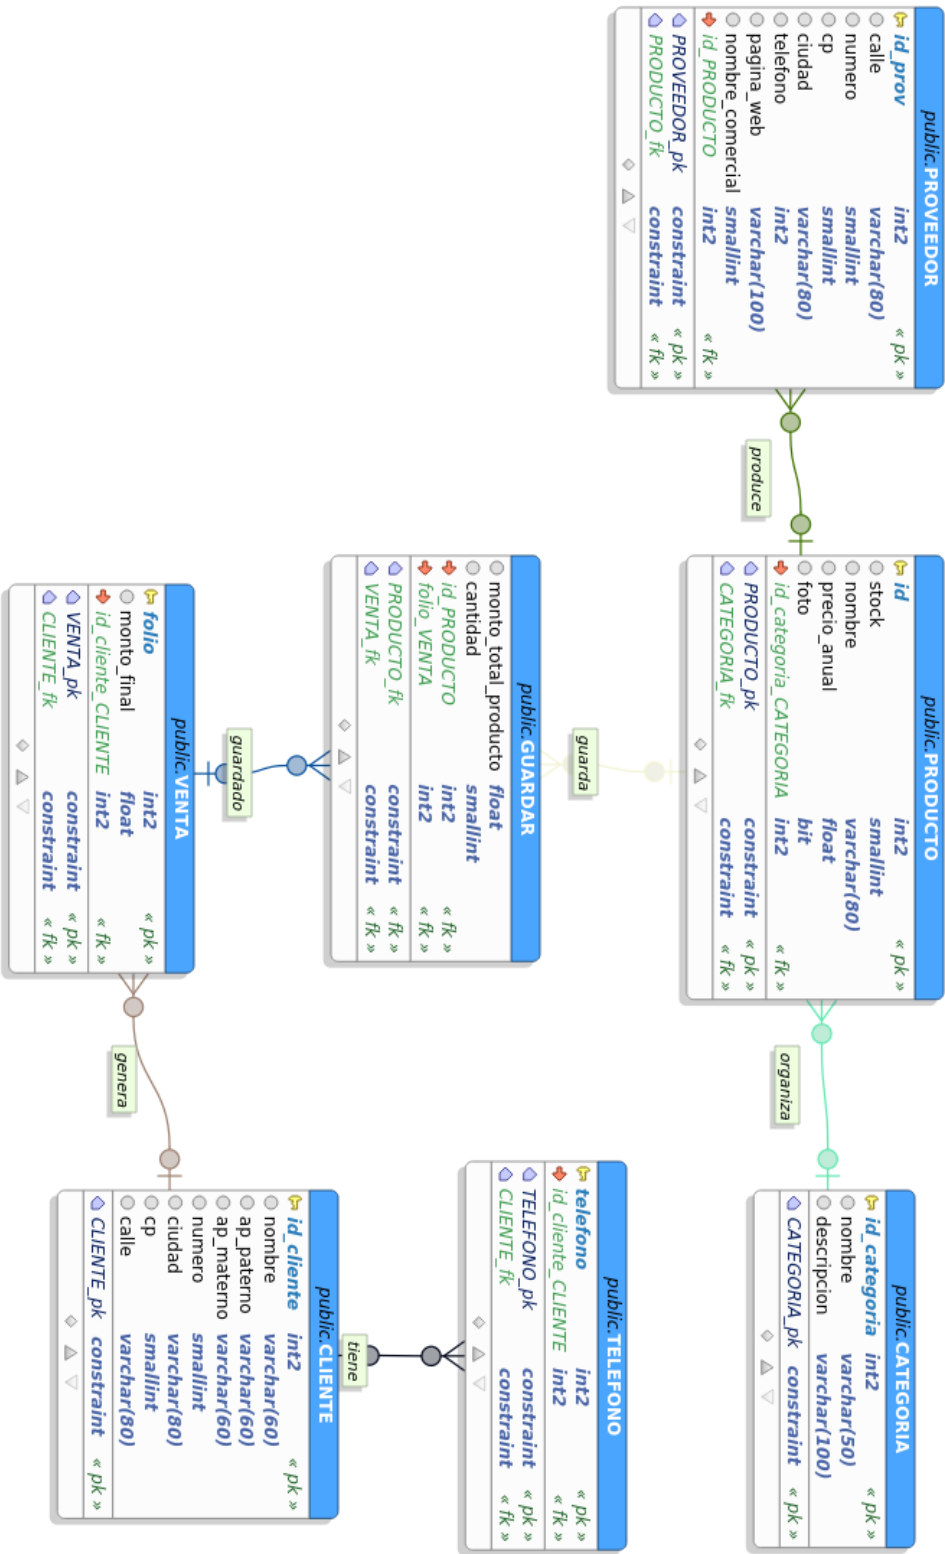 public.PROVEEDOR
id_prov int2 « pk »
calle varchar(80)
numero smallint
cp smallint
ciudad varchar(80)
telefono int2
pagina_web varchar(100)
nombre_comercial smallint
id_PRODUCTO int2 « fk »
PROVEEDOR_pk constraint « pk »
PRODUCTO_fk constraint « fk »
produce
public.PRODUCTO
id int2 « pk »
stock smallint
nombre varchar(80)
precio_anual float
foto bit
id_categoria_CATEGORIA int2 « fk »
PRODUCTO_pk constraint « pk »
CATEGORIA_fk constraint « fk »
organiza
public.CATEGORIA
id_categoria int2 « pk »
nombre varchar(50)
descripcion varchar(100)
CATEGORIA_pk constraint « pk »
guarda
public.GUARDAR
monto_total_producto float
cantidad smallint
id_PRODUCTO int2 « fk »
folio_VENTA int2 « fk »
PRODUCTO_fk constraint « fk »
VENTA_fk constraint « fk »
public.TELEFONO
telefono int2 « pk »
id_cliente_CLIENTE int2 « fk »
TELEFONO_pk constraint « pk »
CLIENTE_fk constraint « fk »
guardado
tiene
public.VENTA
folio int2 « pk »
monto_final float
id_cliente_CLIENTE int2 « fk »
VENTA_pk constraint « pk »
CLIENTE_fk constraint « fk »
genera
public.CLIENTE
id_cliente int2 « pk »
nombre varchar(60)
ap_paterno varchar(60)
ap_materno varchar(60)
numero smallint
ciudad varchar(80)
cp smallint
calle varchar(80)
CLIENTE_pk constraint « pk »